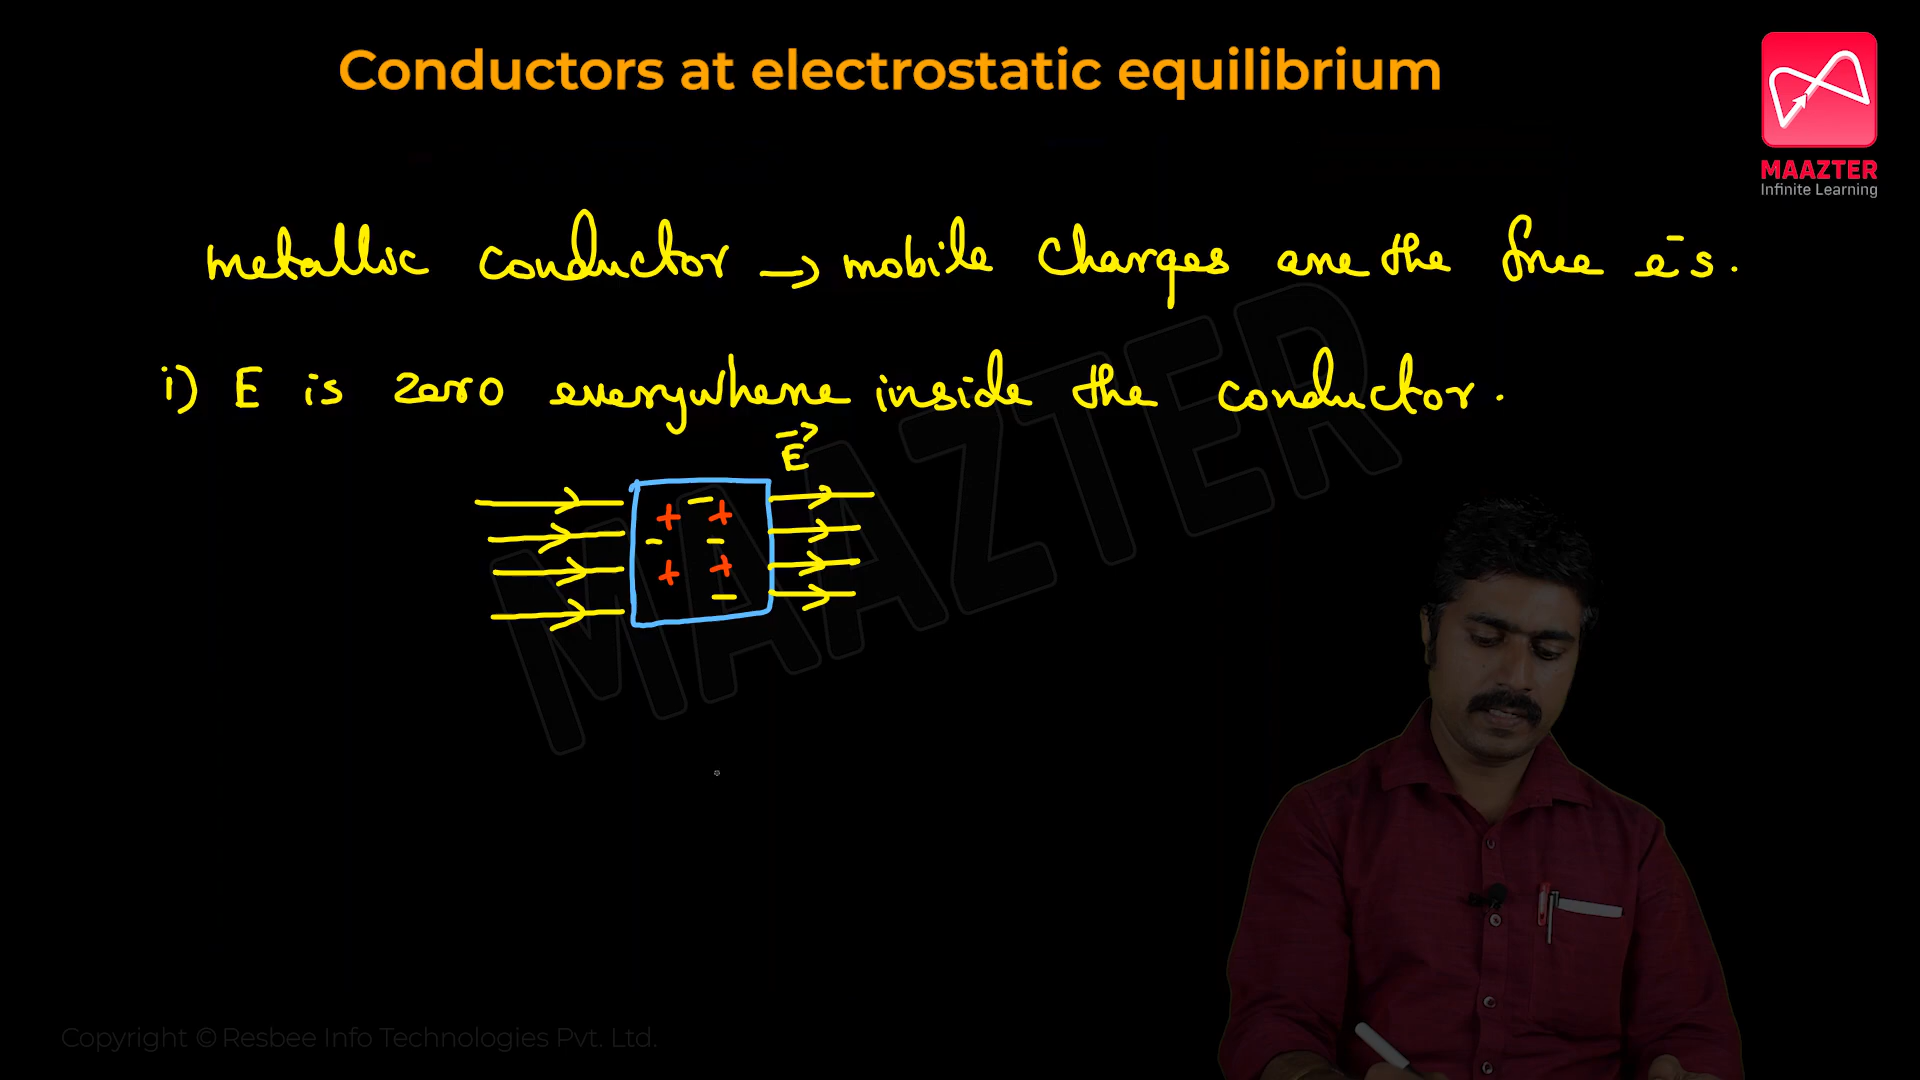 Conductors at electrostatic equilibrium
MAAZTER
Infinite Learning
metallic conductor → mobile charges are the free e⁻s.
i) E is zero everywhere inside the conductor.
E⃗
+ − +
− −
+ +
−
MAAZTER
Copyright © Resbee Info Technologies Pvt. Ltd.